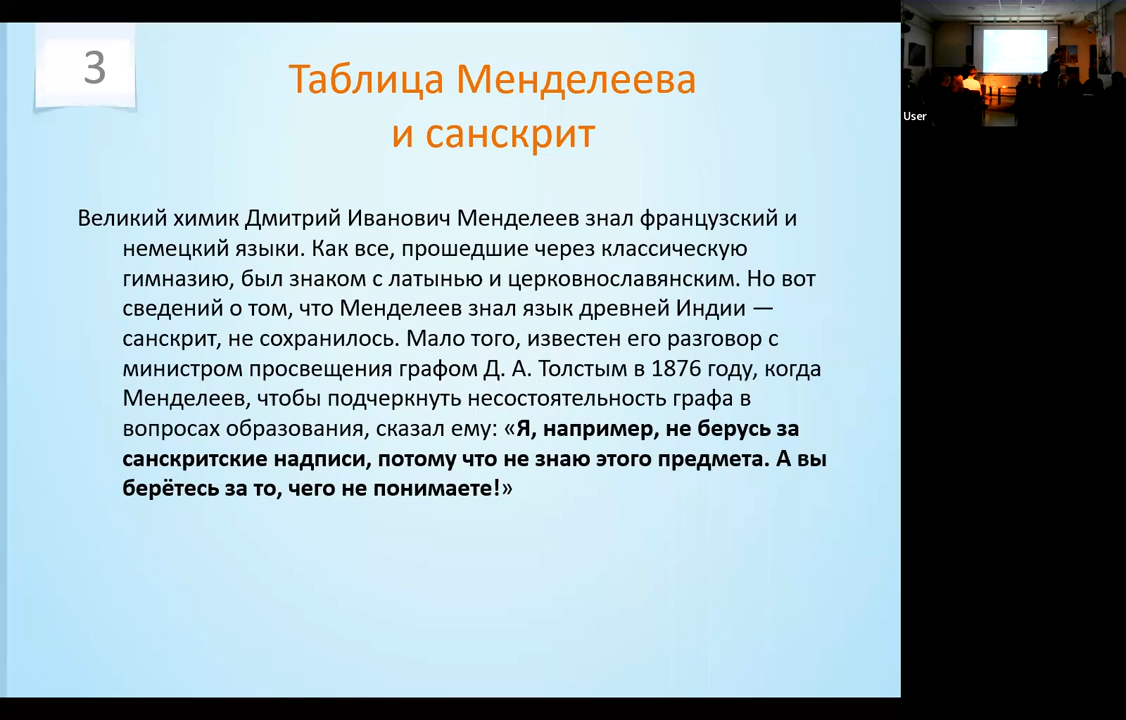 3
Таблица Менделеева
и санскрит
Великий химик Дмитрий Иванович Менделеев знал французский и
немецкий языки. Как все, прошедшие через классическую
гимназию, был знаком с латынью и церковнославянским. Но вот
сведений о том, что Менделеев знал язык древней Индии —
санскрит, не сохранилось. Мало того, известен его разговор с
министром просвещения графом Д. А. Толстым в 1876 году, когда
Менделеев, чтобы подчеркнуть несостоятельность графа в
вопросах образования, сказал ему: «Я, например, не берусь за
санскритские надписи, потому что не знаю этого предмета. А вы
берётесь за то, чего не понимаете!»
User